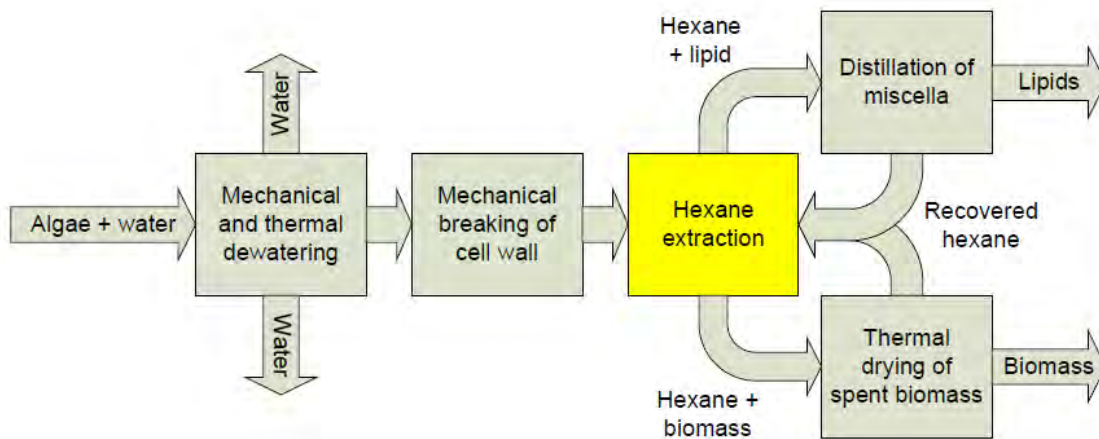 Algae + water
Water
Mechanical
and thermal
dewatering
Water
Mechanical
breaking of
cell wall
Hexane
extraction
Hexane
+ lipid
Distillation of
miscella
Lipids
Recovered
hexane
Hexane +
biomass
Thermal
drying of
spent biomass
Biomass